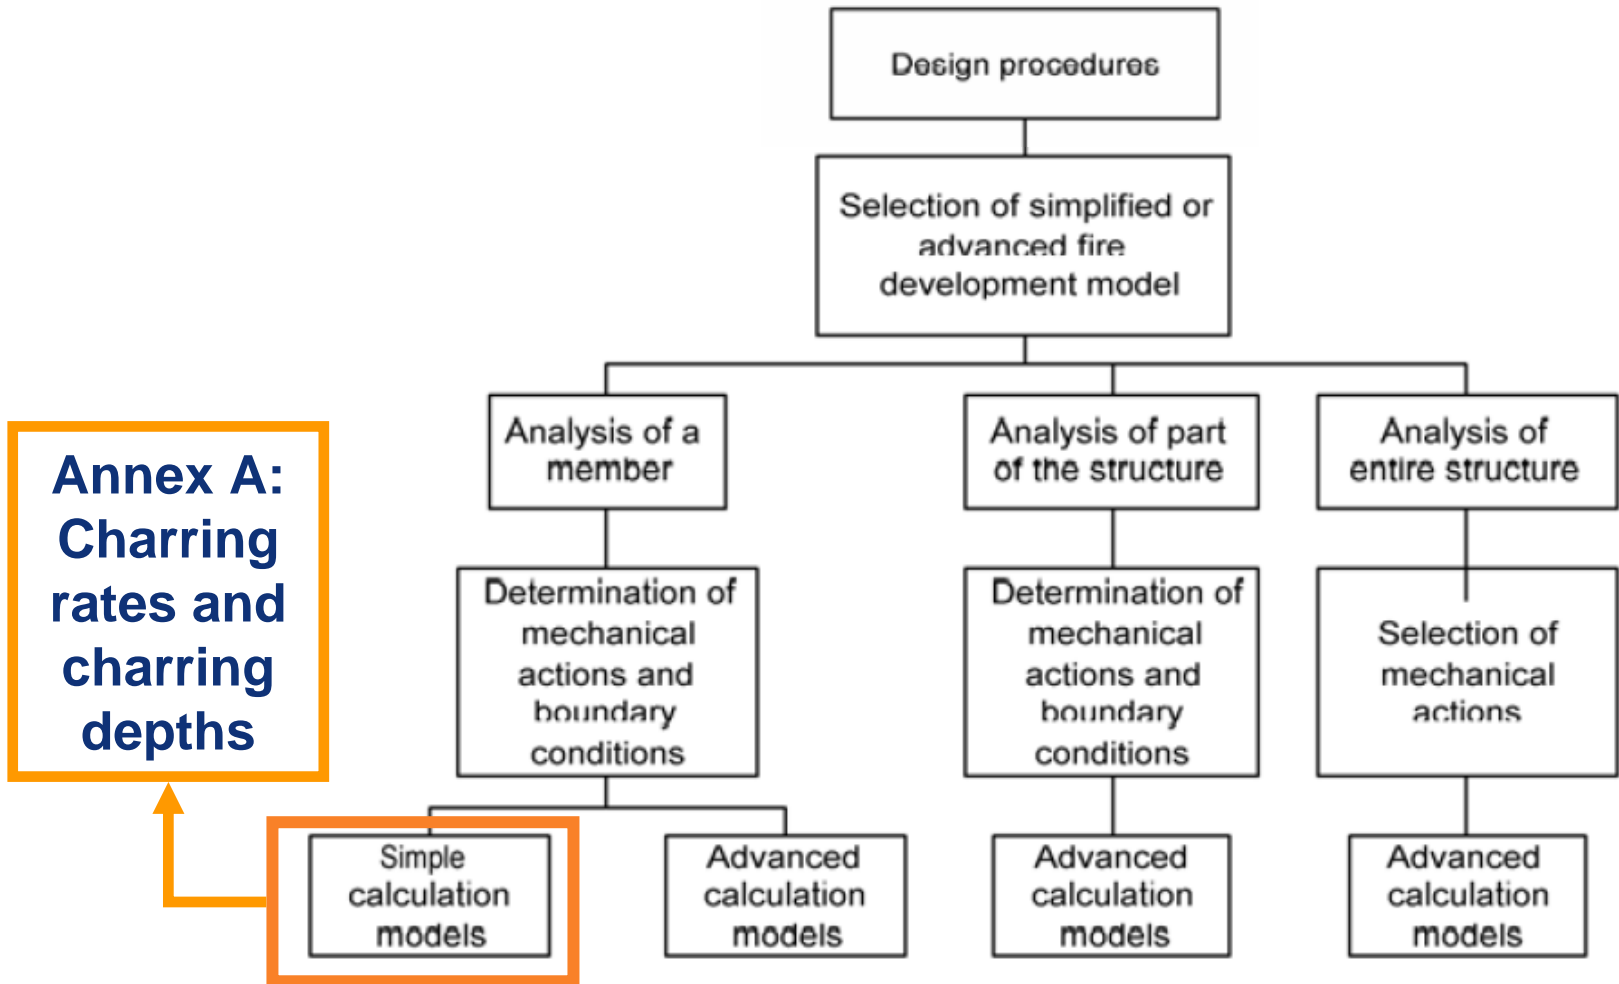 Design procedures
Selection of simplified or
advanced fire
development model
Analysis of a
member
Analysis of part
of the structure
Analysis of
entire structure
Annex A:
Charring
rates and
charring
depths
Determination of
mechanical
actions and
boundary
conditions
Determination of
mechanical
actions and
boundary
conditions
Selection of
mechanical
actions
Simple
calculation
models
Advanced
calculation
models
Advanced
calculation
models
Advanced
calculation
models